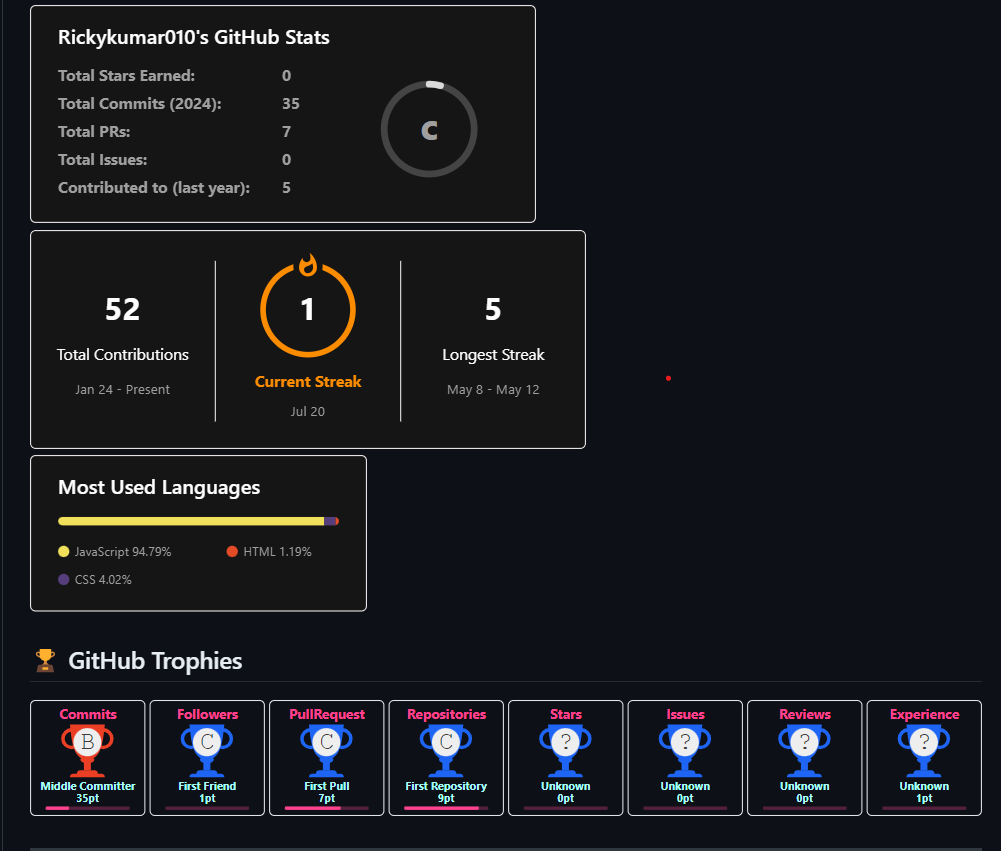 Rickykumar010's GitHub Stats
Total Stars Earned: 0
Total Commits (2024): 35
Total PRs: 7
Total Issues: 0
Contributed to (last year): 5
C
52
Total Contributions
Jan 24 - Present
1
Current Streak
Jul 20
5
Longest Streak
May 8 - May 12
Most Used Languages
JavaScript 94.79%
HTML 1.19%
CSS 4.02%
GitHub Trophies
Commits
B
Middle Committer
35pt
Followers
C
First Friend
1pt
PullRequest
C
First Pull
7pt
Repositories
C
First Repository
9pt
Stars
?
Unknown
0pt
Issues
?
Unknown
0pt
Reviews
?
Unknown
0pt
Experience
?
Unknown
1pt